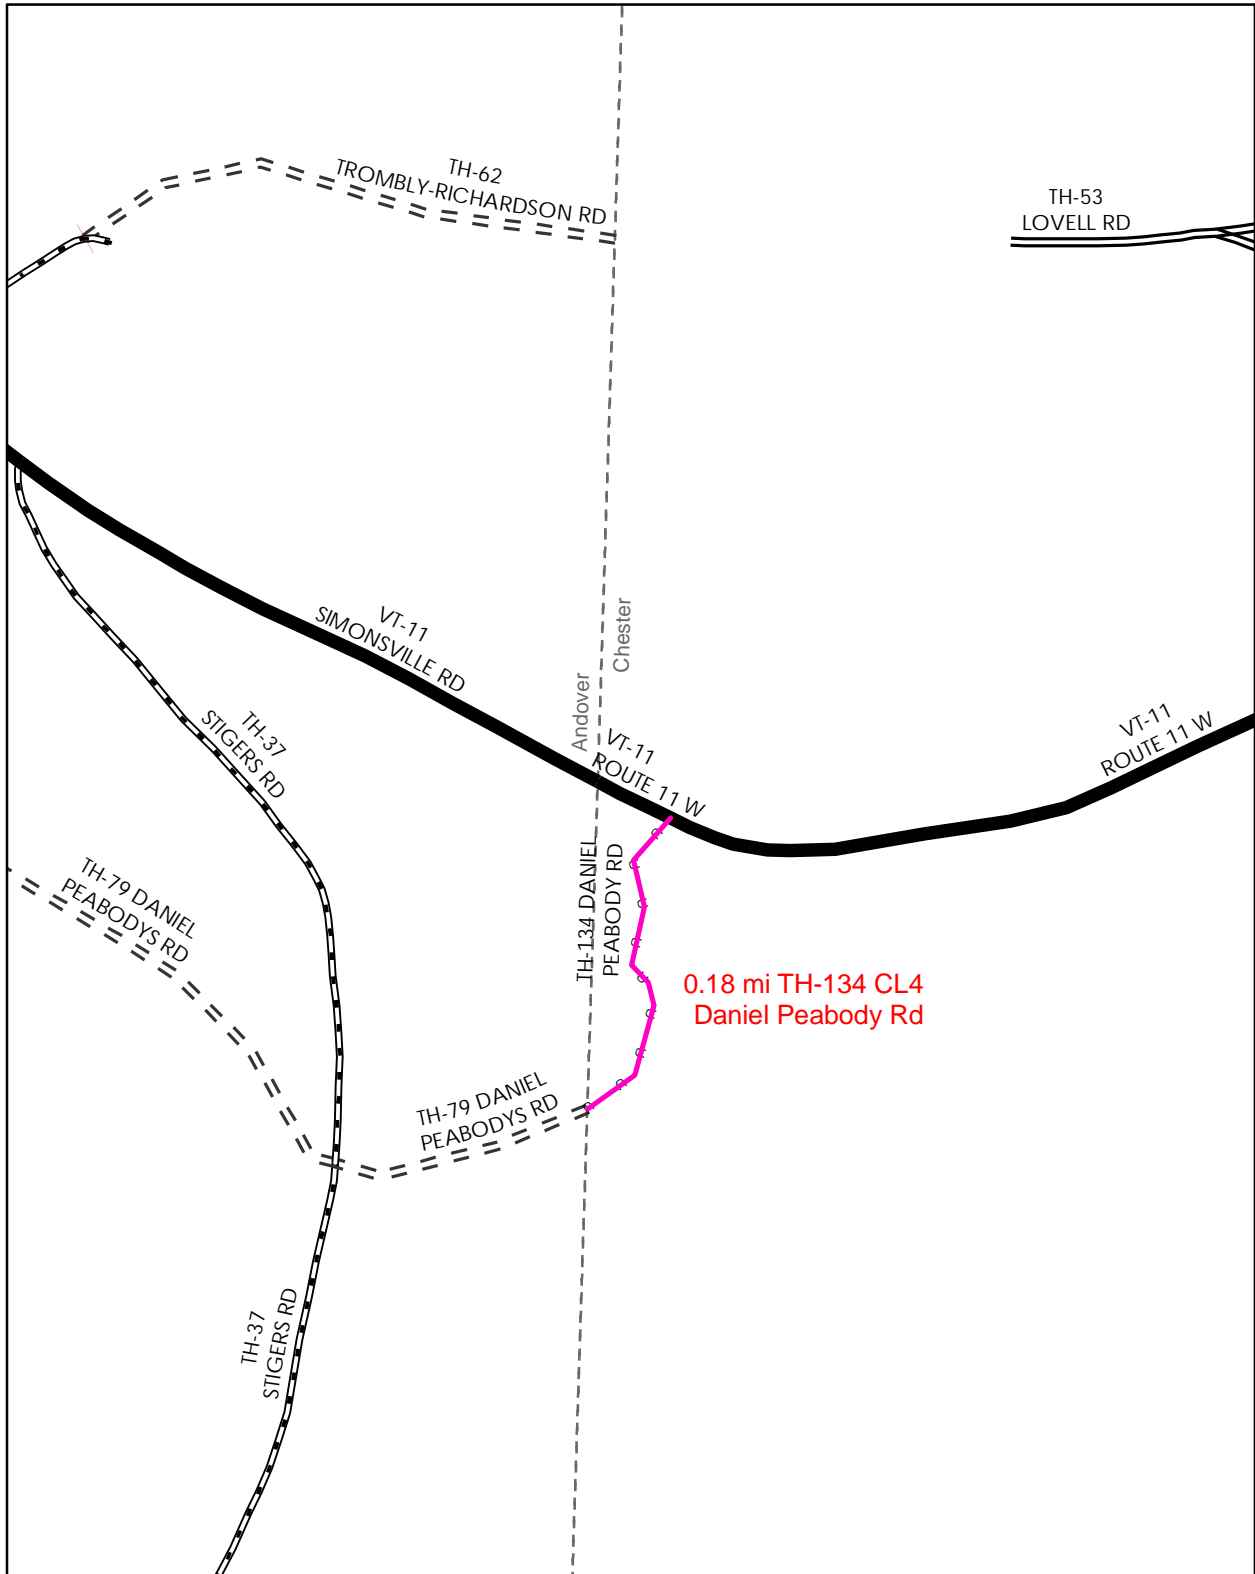 TH-62
TROMBLY-RICHARDSON RD
TH-53
LOVELL RD
VT-11
SIMONSVILLE RD
Chester
Andover
TH-37
STIGERS RD
VT-11
ROUTE 11 W
VT-11
ROUTE 11 W
TH-79 DANIEL
PEABODYS RD
TH-134 DANIEL
PEABODY RD
0.18 mi TH-134 CL4
Daniel Peabody Rd
TH-79 DANIEL
PEABODYS RD
TH-37
STIGERS RD